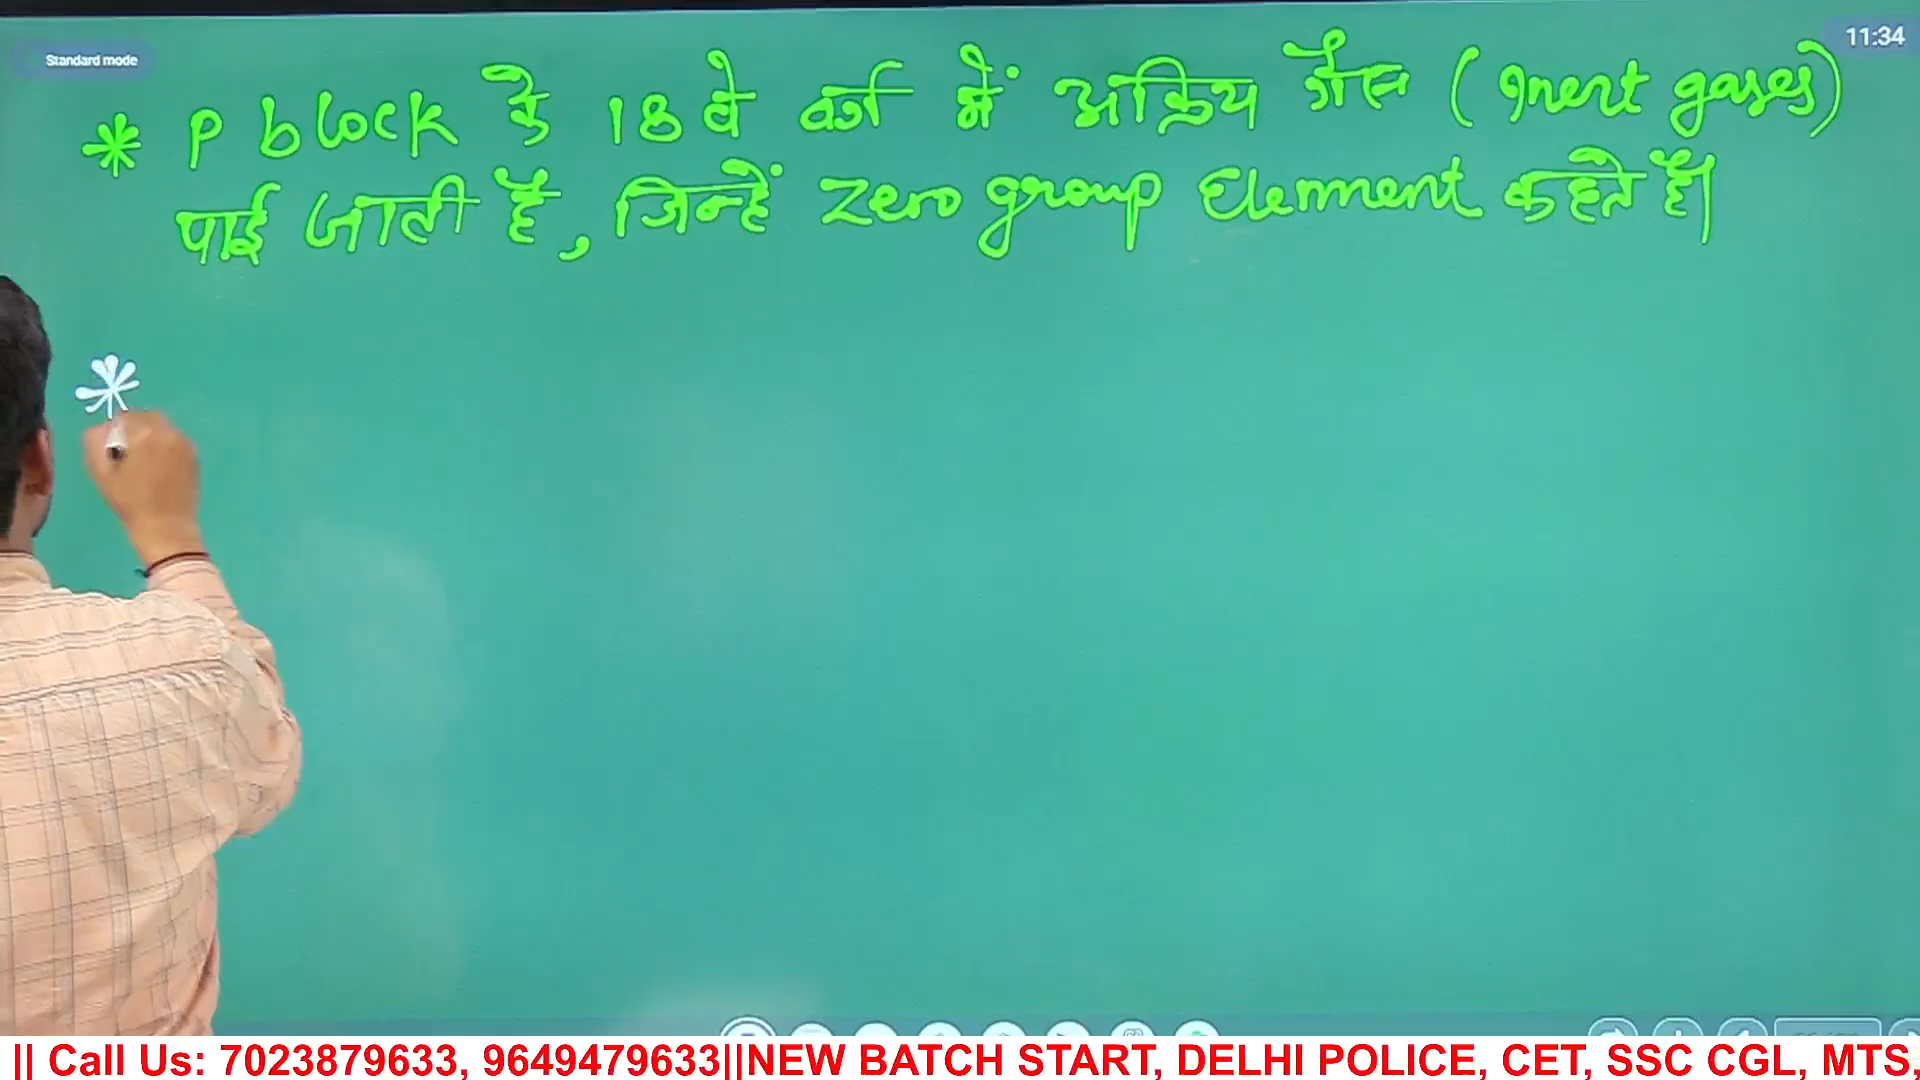 Standard mode
11:34
* P block के 18 वे वर्ग में अक्रिय गैस (Inert gases)
पाई जाती है, जिन्हें Zero group Element कहते है।
*
|| Call Us: 7023879633, 9649479633||NEW BATCH START, DELHI POLICE, CET, SSC CGL, MTS,